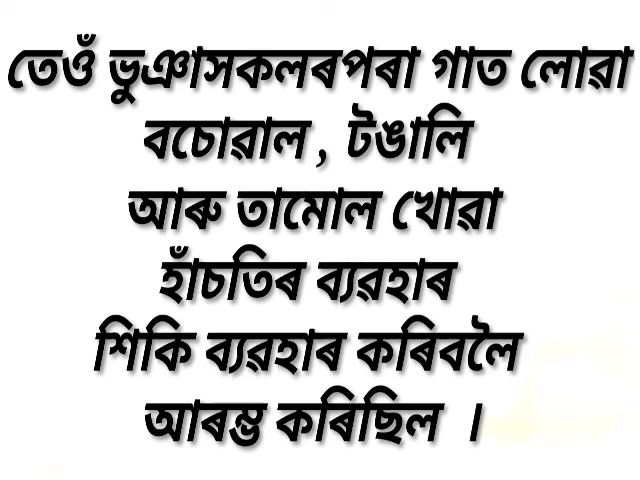 তেওঁ ভুঞাসকলৰপৰা গাত লোৱা
বচোৱাল , টঙালি
আৰু তামোল খোৱা
হাঁচতিৰ ব্যৱহাৰ
শিকি ব্যৱহাৰ কৰিবলৈ
আৰম্ভ কৰিছিল ।